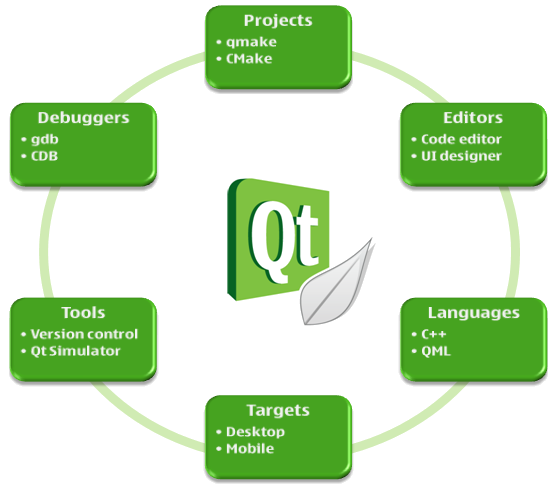 Projects
• qmake
• CMake
Debuggers
• gdb
• CDB
Editors
• Code editor
• UI designer
Qt
Tools
• Version control
• Qt Simulator
Languages
• C++
• QML
Targets
• Desktop
• Mobile